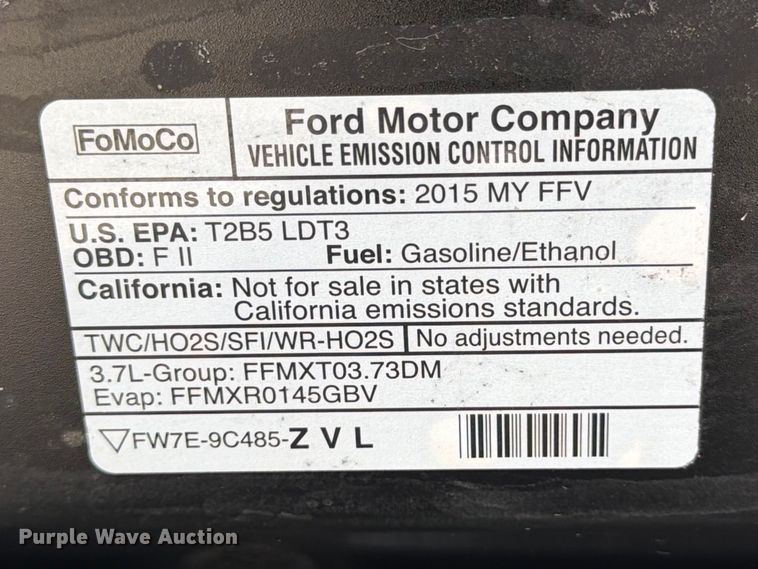 FoMoCo
Ford Motor Company
VEHICLE EMISSION CONTROL INFORMATION
Conforms to regulations: 2015 MY FFV
U.S. EPA: T2B5 LDT3
OBD: F II Fuel: Gasoline/Ethanol
California: Not for sale in states with
California emissions standards.
TWC/HO2S/SFI/WR-HO2S No adjustments needed.
3.7L-Group: FFMXT03.73DM
Evap: FFMXR0145GBV
FW7E-9C485-Z V L
Purple Wave Auction